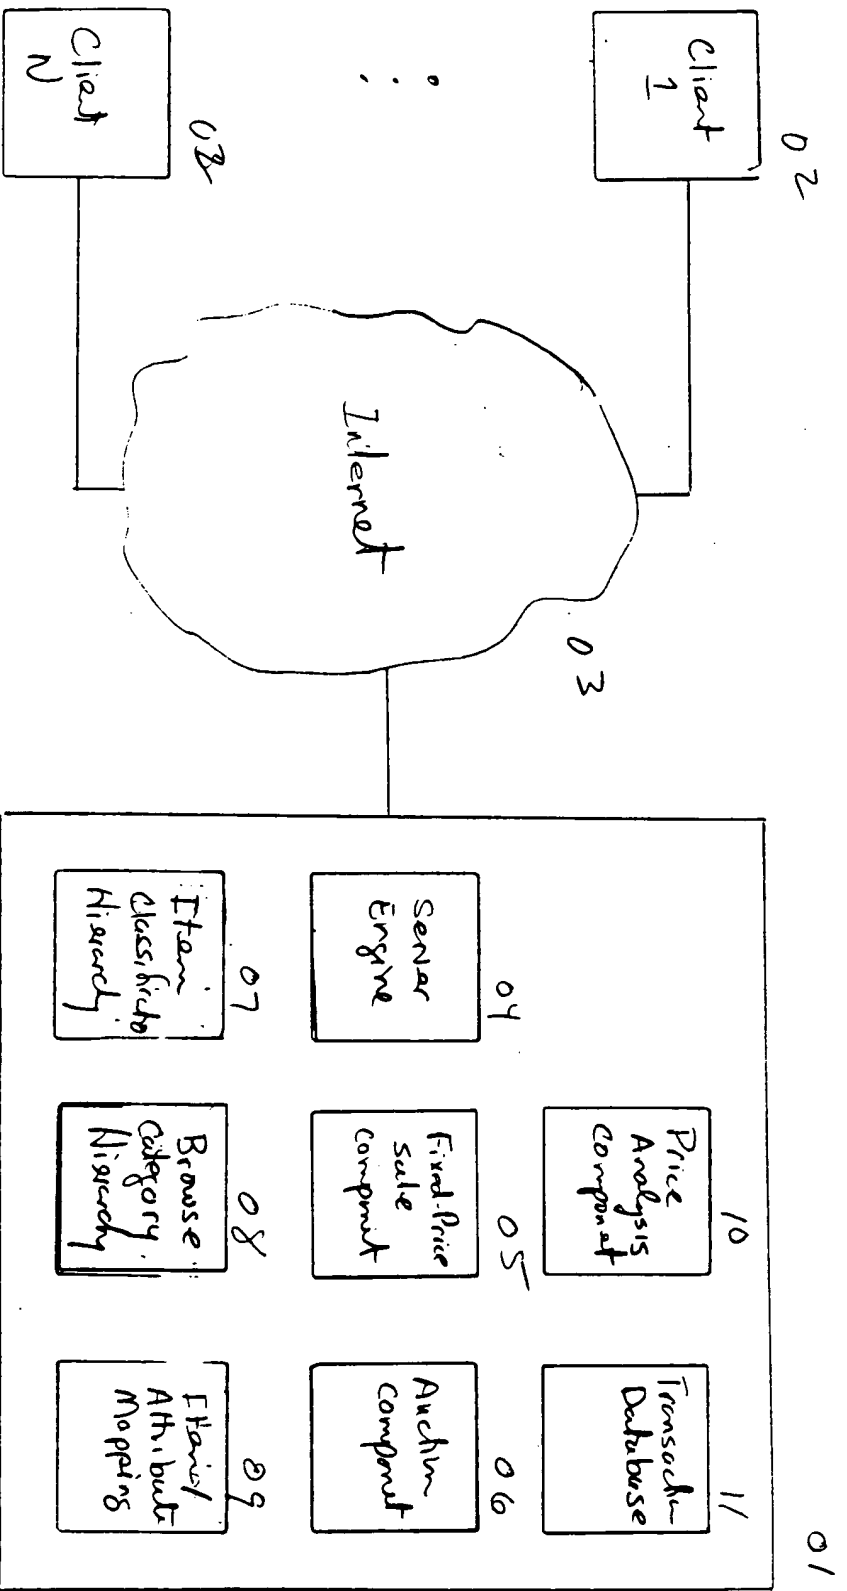 01
02
Client
1
10
Price
Analysis
Component
11
Transaction
Database
03
Internet
04
Server
Engine
05
Fixed-Price
sale
component
06
Auction
Component
02
Client
N
07
Item
Classification
Hierarchy
08
Browse
Category
Hierarchy
09
Item/
Attribute
Mapping